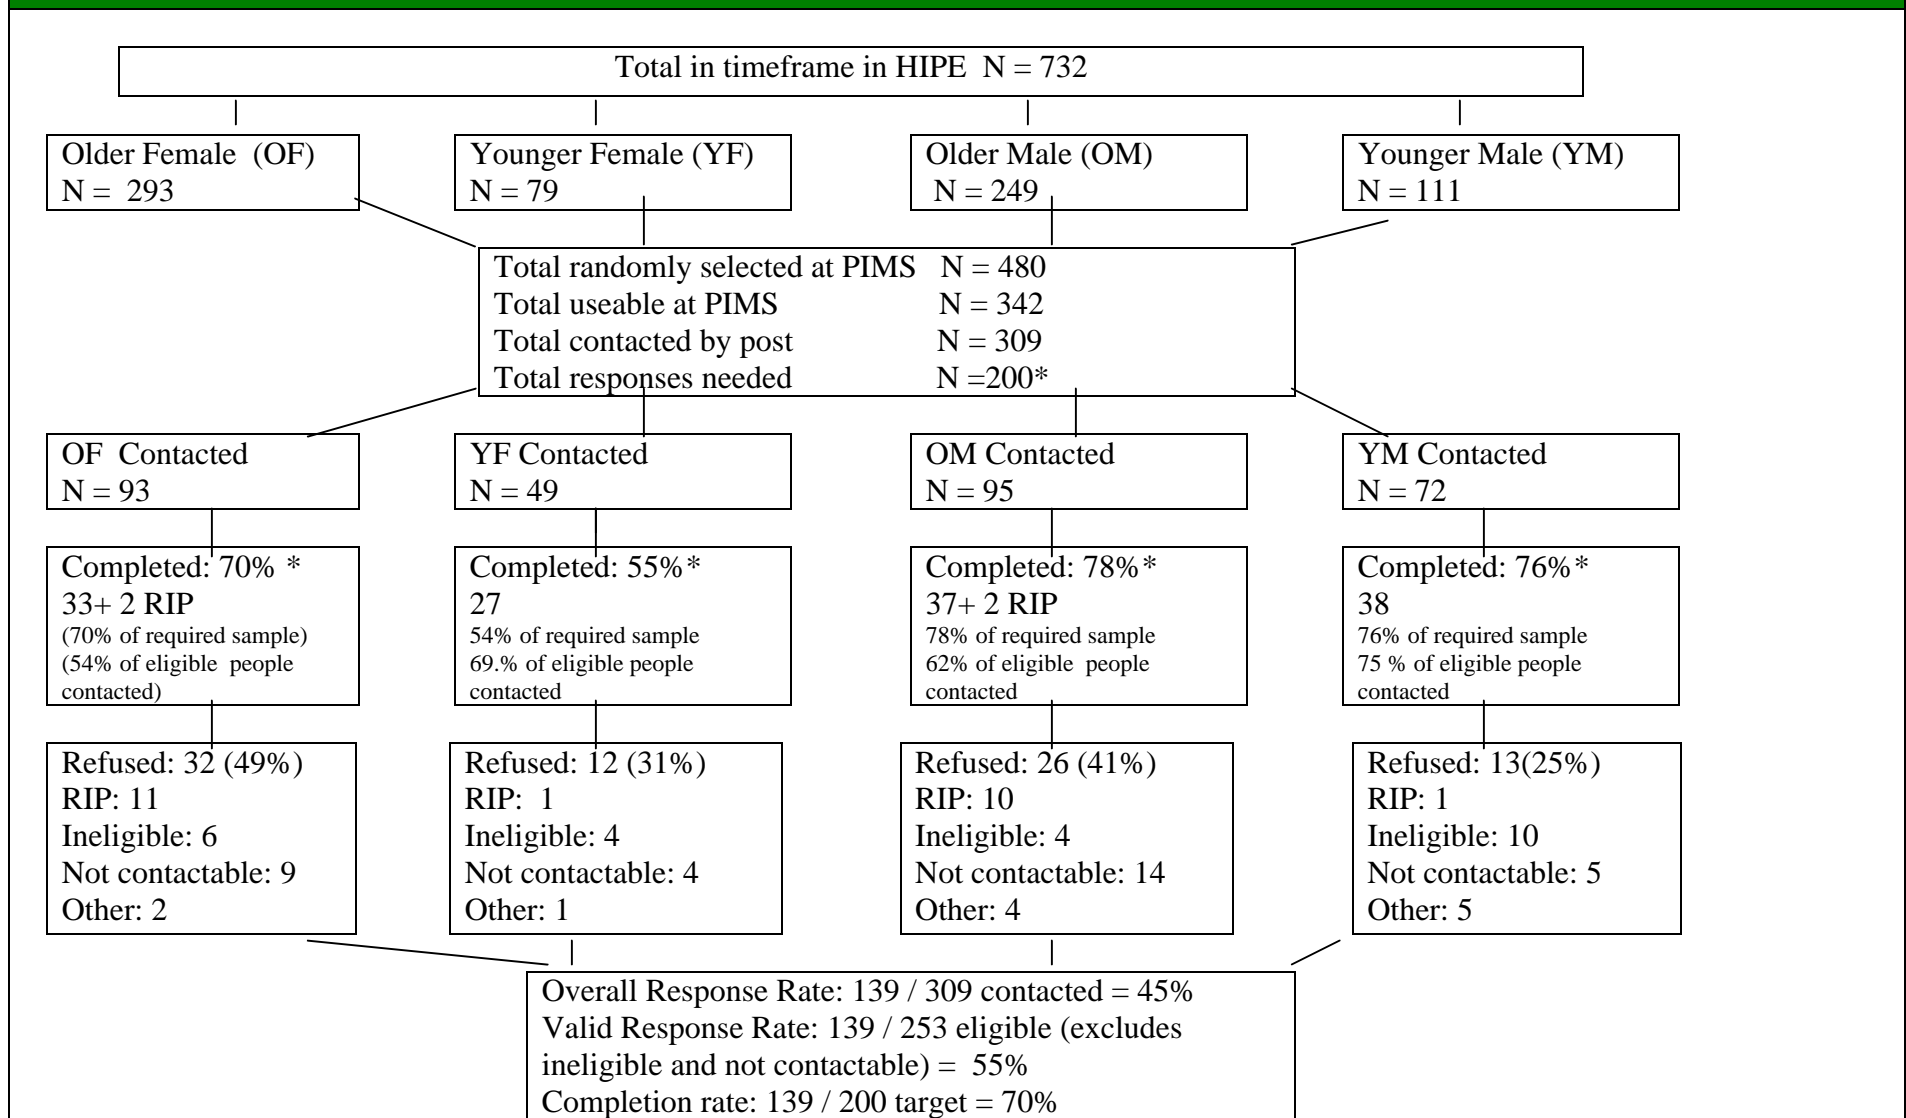 Total in timeframe in HIPE N = 732
Older Female (OF)
N = 293
Younger Female (YF)
N = 79
Older Male (OM)
N = 249
Younger Male (YM)
N = 111
Total randomly selected at PIMS N = 480
Total useable at PIMS N = 342
Total contacted by post N = 309
Total responses needed N =200*
OF Contacted
N = 93
YF Contacted
N = 49
OM Contacted
N = 95
YM Contacted
N = 72
Completed: 70% *
33+ 2 RIP
(70% of required sample)
(54% of eligible people
contacted)
Completed: 55%*
27
54% of required sample
69.% of eligible people
contacted
Completed: 78%*
37+ 2 RIP
78% of required sample
62% of eligible people
contacted
Completed: 76%*
38
76% of required sample
75 % of eligible people
contacted
Refused: 32 (49%)
RIP: 11
Ineligible: 6
Not contactable: 9
Other: 2
Refused: 12 (31%)
RIP: 1
Ineligible: 4
Not contactable: 4
Other: 1
Refused: 26 (41%)
RIP: 10
Ineligible: 4
Not contactable: 14
Other: 4
Refused: 13(25%)
RIP: 1
Ineligible: 10
Not contactable: 5
Other: 5
Overall Response Rate: 139 / 309 contacted = 45%
Valid Response Rate: 139 / 253 eligible (excludes
ineligible and not contactable) = 55%
Completion rate: 139 / 200 target = 70%